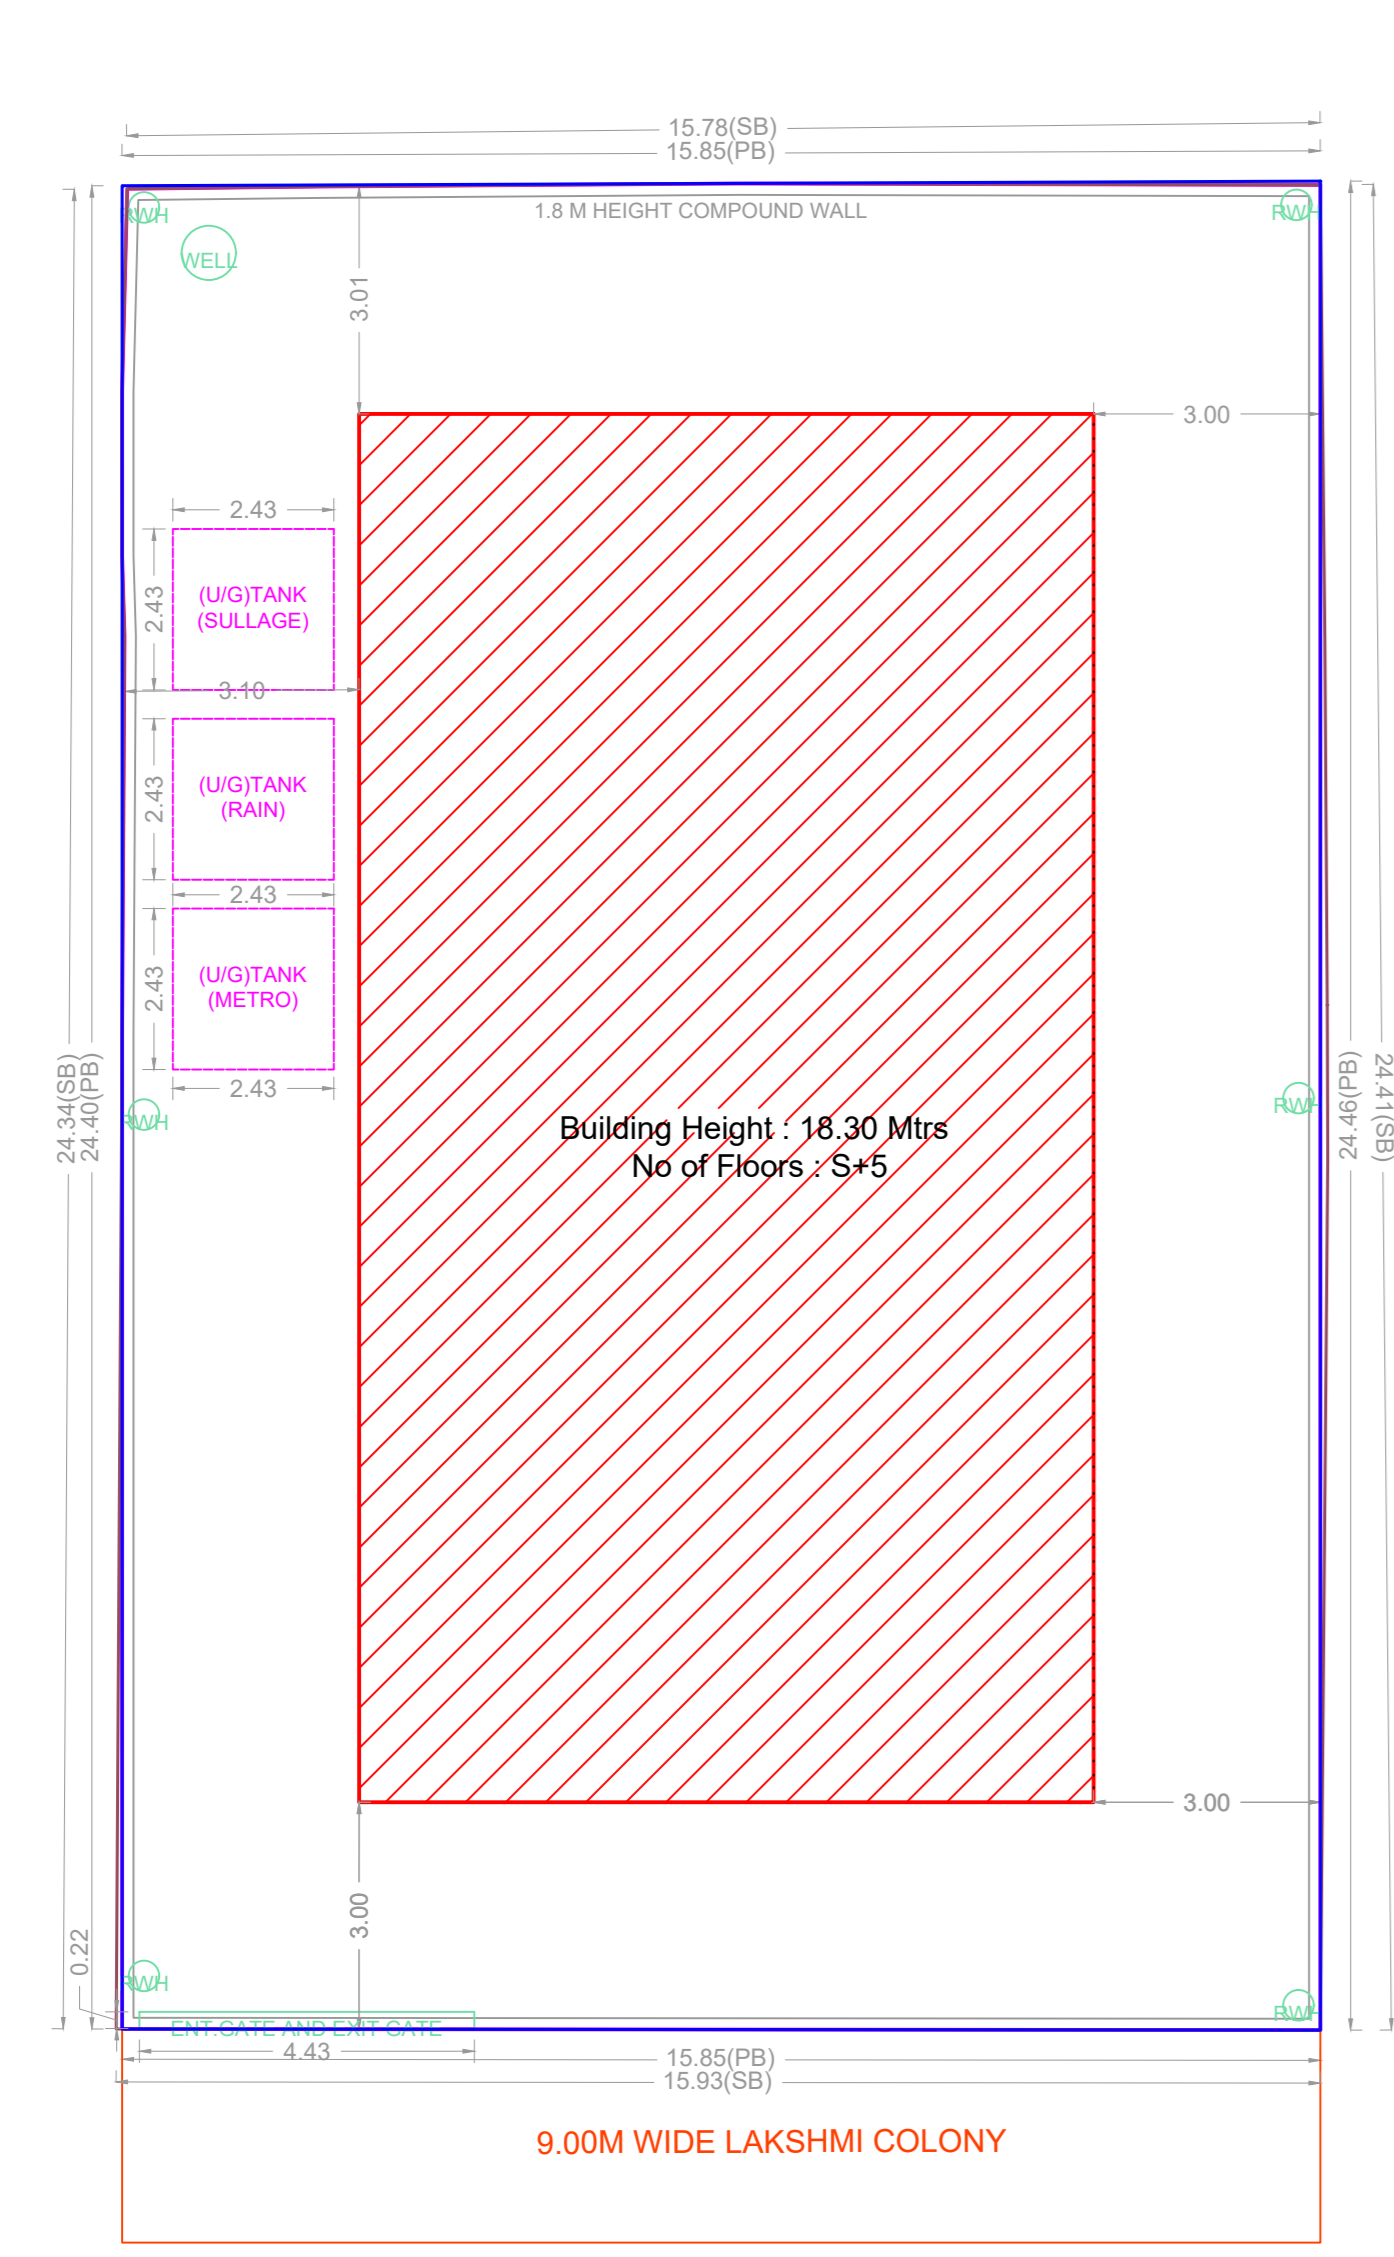 15.78(SB)
15.85(PB)
RWH
1.8 M HEIGHT COMPOUND WALL
RWH
WELL
3.01
3.00
2.43
2.43
(U/G)TANK
(SULLAGE)
3.10
2.43
(U/G)TANK
(RAIN)
2.43
2.43
(U/G)TANK
(METRO)
2.43
24.34(SB)
24.40(PB)
24.46(PB)
24.41(SB)
RWH
RWH
Building Height : 18.30 Mtrs
No of Floors : S+5
3.00
3.00
0.22
RWH
RWH
ENT.GATE AND EXIT GATE
4.43
15.85(PB)
15.93(SB)
9.00M WIDE LAKSHMI COLONY